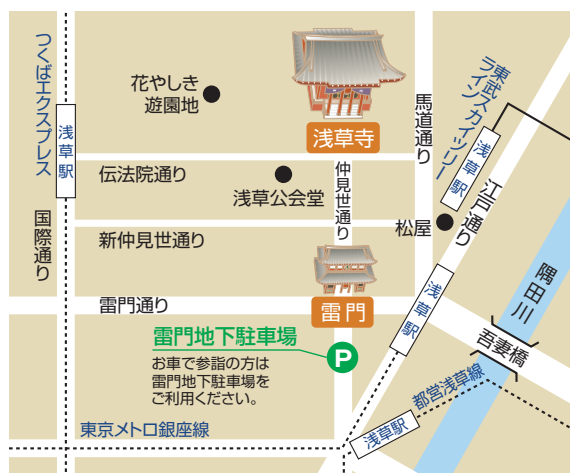 つくばエクスプレス
浅草駅
国際通り
花やしき
遊園地
浅草寺
馬道通り
東武スカイツリー
ライン
浅草駅
江戸通り
伝法院通り
浅草公会堂
仲見世通り
松屋
新仲見世通り
雷門通り
雷門
浅草駅
隅田川
吾妻橋
雷門地下駐車場
P
お車で参詣の方は
雷門地下駐車場を
ご利用ください。
都営浅草線
浅草駅
東京メトロ銀座線